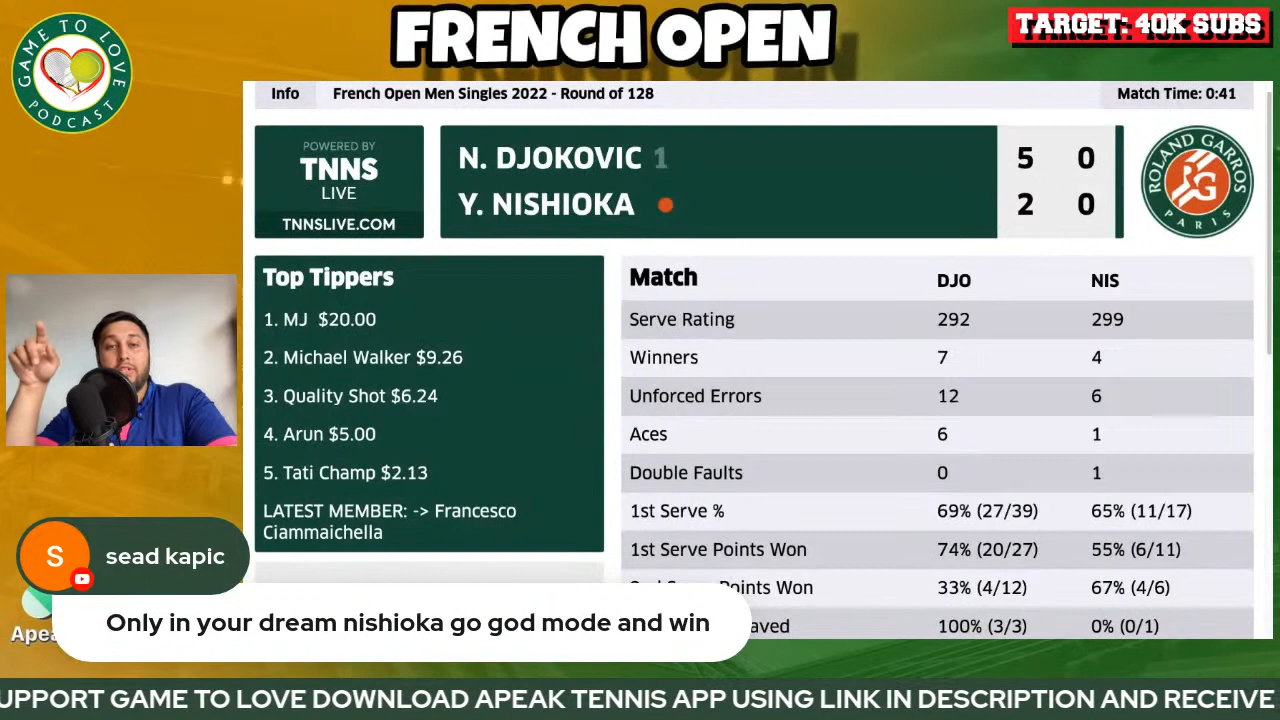 GAME TO LOVE
PODCAST
FRENCH OPEN
TARGET: 40K SUBS
Info French Open Men Singles 2022 - Round of 128 Match Time: 0:41
POWERED BY
TNNS
LIVE
TNNSLIVE.COM
N. DJOKOVIC 1 5 0
Y. NISHIOKA 2 0
ROLAND GARROS
RG
PARIS
Top Tippers
1. MJ $20.00
2. Michael Walker $9.26
3. Quality Shot $6.24
4. Arun $5.00
5. Tati Champ $2.13
LATEST MEMBER: -> Francesco
Ciammaichella
Match DJO NIS
Serve Rating 292 299
Winners 7 4
Unforced Errors 12 6
Aces 6 1
Double Faults 0 1
1st Serve % 69% (27/39) 65% (11/17)
1st Serve Points Won 74% (20/27) 55% (6/11)
Points Won 33% (4/12) 67% (4/6)
100% (3/3) 0% (0/1)
S sead kapic
Only in your dream nishioka go god mode and win
UPPORT GAME TO LOVE DOWNLOAD APEAK TENNIS APP USING LINK IN DESCRIPTION AND RECEIVE